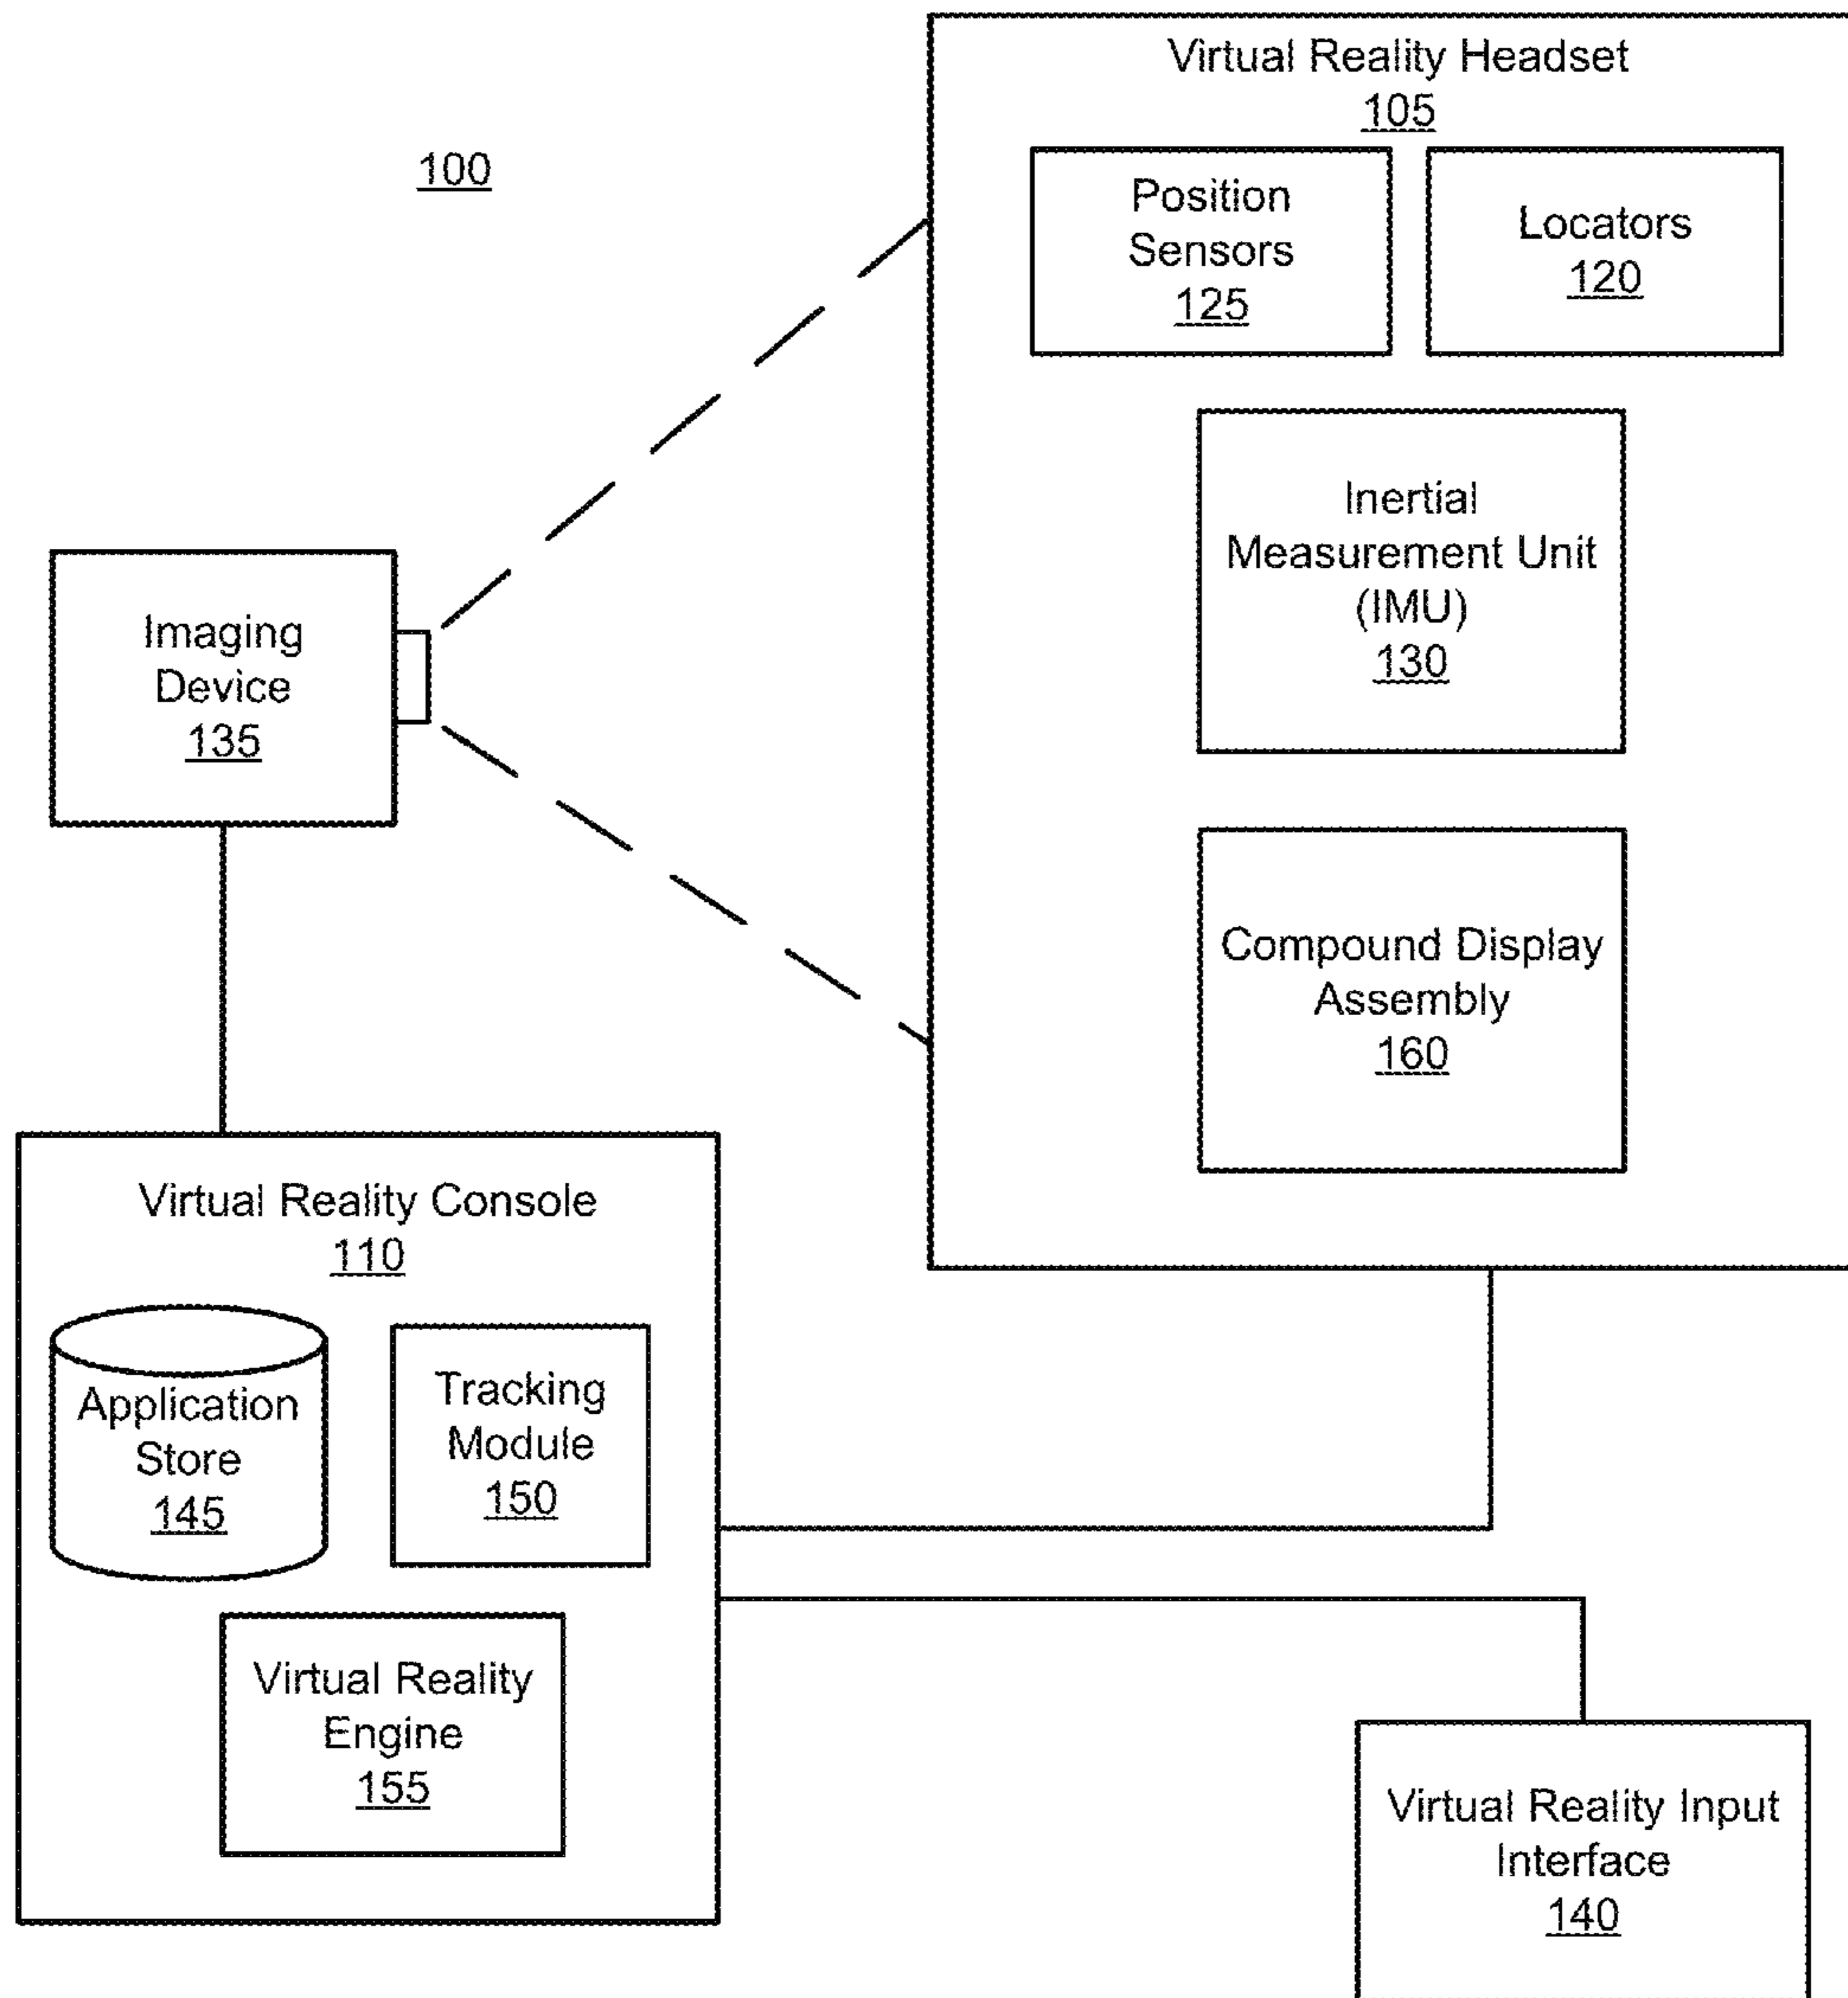 Virtual Reality Headset
105
100
Position
Sensors
125
Locators
120
Inertial
Measurement Unit
(IMU)
130
Imaging
Device
135
Compound Display
Assembly
160
Virtual Reality Console
110
Application
Store
145
Tracking
Module
150
Virtual Reality
Engine
155
Virtual Reality Input
Interface
140